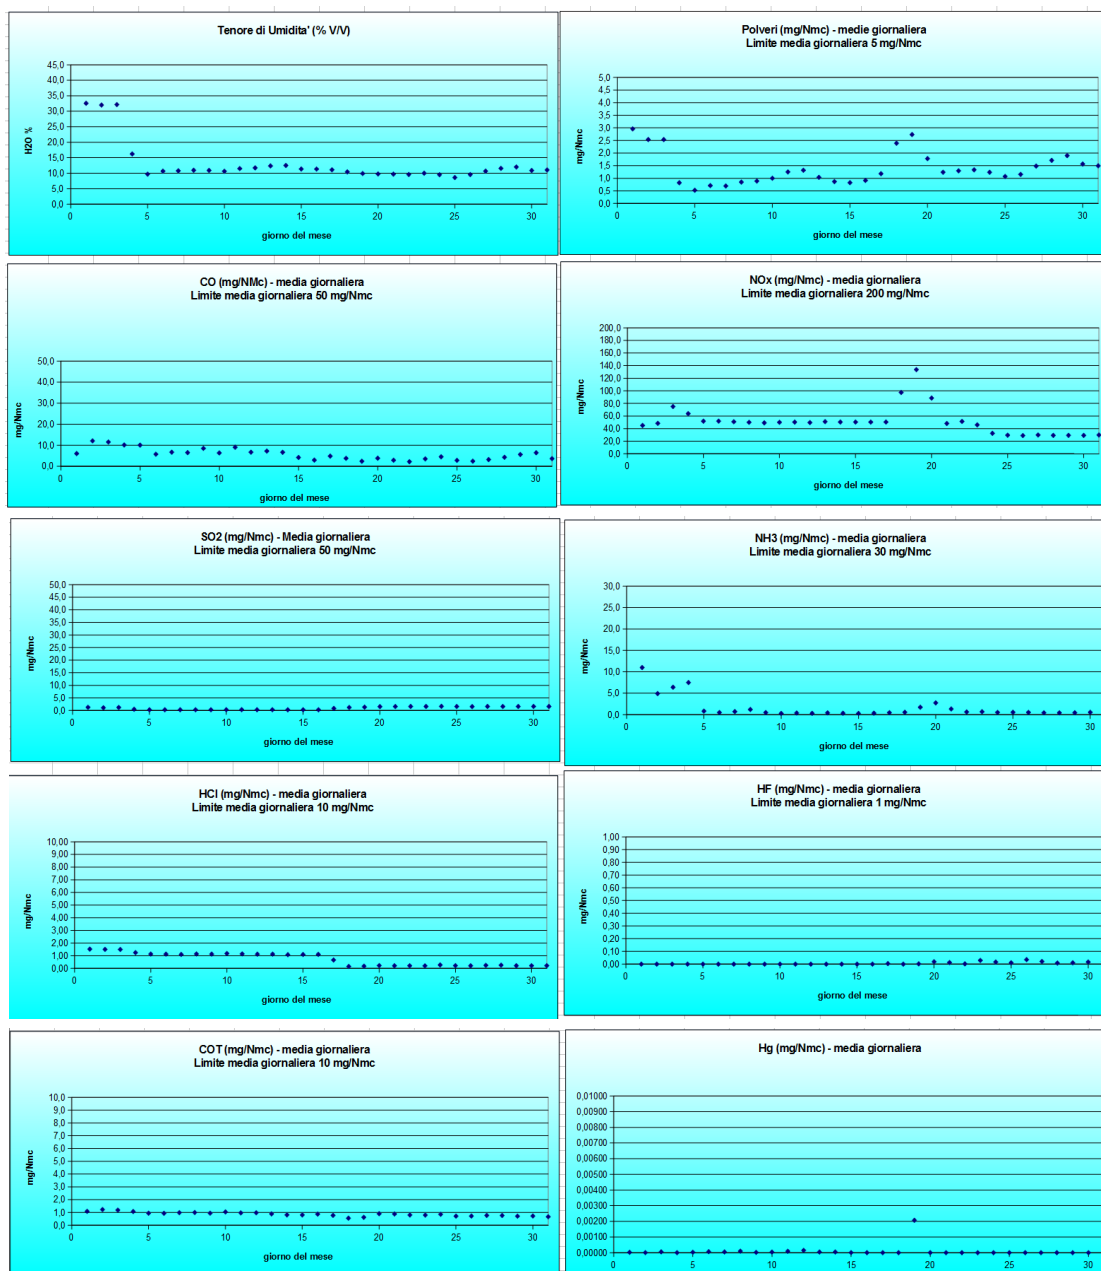 Tenore di Umidita' (% V/V)
45,0
40,0
35,0
30,0
25,0
20,0
15,0
10,0
5,0
0,0
H2O %
0 5 10 15 20 25 30
giorno del mese
Polveri (mg/Nmc) - medie giornaliera
Limite media giornaliera 5 mg/Nmc
5,0
4,5
4,0
3,5
3,0
2,5
2,0
1,5
1,0
0,5
0,0
mg/Nmc
0 5 10 15 20 25 30
giorno del mese
CO (mg/NMc) - media giornaliera
Limite media giornaliera 50 mg/Nmc
50,0
40,0
30,0
20,0
10,0
0,0
mg/Nmc
0 5 10 15 20 25 30
giorno del mese
NOx (mg/Nmc) - media giornaliera
Limite media giornaliera 200 mg/Nmc
200,0
180,0
160,0
140,0
120,0
100,0
80,0
60,0
40,0
20,0
0,0
mg/Nmc
0 5 10 15 20 25 30
giorno del mese
SO2 (mg/Nmc) - Media giornaliera
Limite media giornaliera 50 mg/Nmc
50,0
45,0
40,0
35,0
30,0
25,0
20,0
15,0
10,0
5,0
0,0
mg/Nmc
0 5 10 15 20 25 30
giorno del mese
NH3 (mg/Nmc) - media giornaliera
Limite media giornaliera 30 mg/Nmc
30,0
25,0
20,0
15,0
10,0
5,0
0,0
mg/Nmc
0 5 10 15 20 25 30
giorno del mese
HCl (mg/Nmc) - media giornaliera
Limite media giornaliera 10 mg/Nmc
10,00
9,00
8,00
7,00
6,00
5,00
4,00
3,00
2,00
1,00
0,00
mg/Nmc
0 5 10 15 20 25 30
giorno del mese
HF (mg/Nmc) - media giornaliera
Limite media giornaliera 1 mg/Nmc
1,00
0,90
0,80
0,70
0,60
0,50
0,40
0,30
0,20
0,10
0,00
mg/Nmc
0 5 10 15 20 25 30
giorno del mese
COT (mg/Nmc) - media giornaliera
Limite media giornaliera 10 mg/Nmc
10,0
9,0
8,0
7,0
6,0
5,0
4,0
3,0
2,0
1,0
0,0
mg/Nmc
0 5 10 15 20 25 30
giorno del mese
Hg (mg/Nmc) - media giornaliera
0,01000
0,00900
0,00800
0,00700
0,00600
0,00500
0,00400
0,00300
0,00200
0,00100
0,00000
0 5 10 15 20 25 30